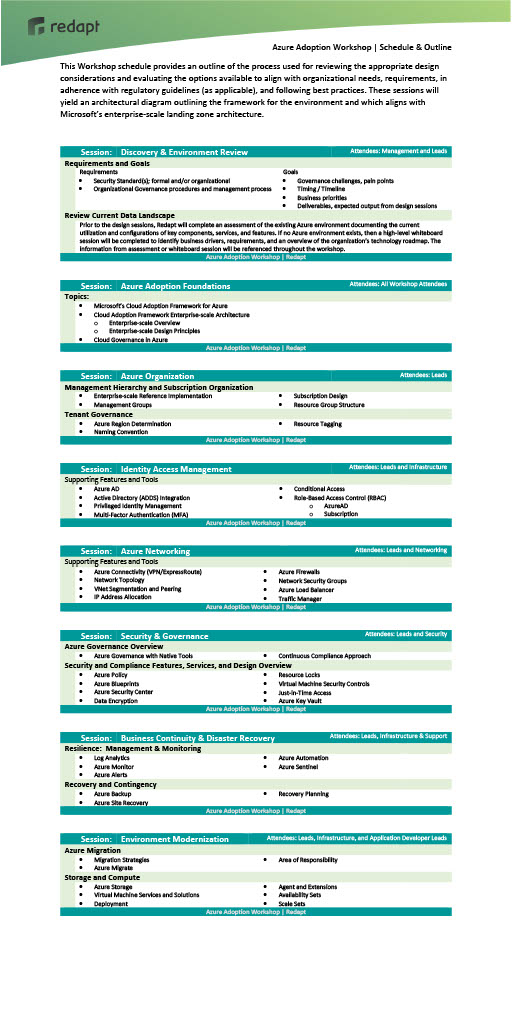 redapt
Azure Adoption Workshop | Schedule & Outline
This Workshop schedule provides an outline of the process used for reviewing the appropriate design
considerations and evaluating the options available to align with organizational needs, requirements, in
adherence with regulatory guidelines (as applicable), and following best practices. These sessions will
yield an architectural diagram outlining the framework for the environment and which aligns with
Microsoft's enterprise-scale landing zone architecture.
Session: Discovery & Environment Review Attendees: Management and Leads
Requirements and Goals
Requirements Goals
• Security Standard(s); formal and/or organizational • Governance challenges, pain points
• Organizational Governance procedures and management process • Timing / Timeline
• Business priorities
• Deliverables, expected output from design sessions
Review Current Data Landscape
Prior to the design sessions, Redapt will complete an assessment of the existing Azure environment documenting the current
utilization and configurations of key components, services, and features. If no Azure environment exists, then a high-level whiteboard
session will be completed to identify business drivers, requirements, and an overview of the organization's technology roadmap. The
information from assessment or whiteboard session will be referenced throughout the workshop.
Azure Adoption Workshop | Redapt
Session: Azure Adoption Foundations Attendees: All Workshop Attendees
Topics:
• Microsoft's Cloud Adoption Framework for Azure
• Cloud Adoption Framework Enterprise-scale Architecture
o Enterprise-scale Overview
o Enterprise-scale Design Principles
• Cloud Governance in Azure
Azure Adoption Workshop | Redapt
Session: Azure Organization Attendees: Leads
Management Hierarchy and Subscription Organization
• Enterprise-scale Reference Implementation • Subscription Design
• Management Groups • Resource Group Structure
Tenant Governance
• Azure Region Determination • Resource Tagging
• Naming Convention
Azure Adoption Workshop | Redapt
Session: Identity Access Management Attendees: Leads and Infrastructure
Supporting Features and Tools
• Azure AD • Conditional Access
• Active Directory (ADDS) Integration • Role-Based Access Control (RBAC)
• Privileged Identity Management o AzureAD
• Multi-Factor Authentication (MFA) o Subscription
Azure Adoption Workshop | Redapt
Session: Azure Networking Attendees: Leads and Networking
Supporting Features and Tools
• Azure Connectivity (VPN/ExpressRoute) • Azure Firewalls
• Network Topology • Network Security Groups
• VNet Segmentation and Peering • Azure Load Balancer
• IP Address Allocation • Traffic Manager
Azure Adoption Workshop | Redapt
Session: Security & Governance Attendees: Leads and Security
Azure Governance Overview
• Azure Governance with Native Tools • Continuous Compliance Approach
Security and Compliance Features, Services, and Design Overview
• Azure Policy • Resource Locks
• Azure Blueprints • Virtual Machine Security Controls
• Azure Security Center • Just-in-Time Access
• Data Encryption • Azure Key Vault
Azure Adoption Workshop | Redapt
Session: Business Continuity & Disaster Recovery Attendees: Leads, Infrastructure & Support
Resilience: Management & Monitoring
• Log Analytics • Azure Automation
• Azure Monitor • Azure Sentinel
• Azure Alerts
Recovery and Contingency
• Azure Backup • Recovery Planning
• Azure Site Recovery
Azure Adoption Workshop | Redapt
Session: Environment Modernization Attendees: Leads, Infrastructure, and Application Developer Leads
Azure Migration
• Migration Strategies • Area of Responsibility
• Azure Migrate
Storage and Compute
• Azure Storage • Agent and Extensions
• Virtual Machine Services and Solutions • Availability Sets
• Deployment • Scale Sets
Azure Adoption Workshop | Redapt